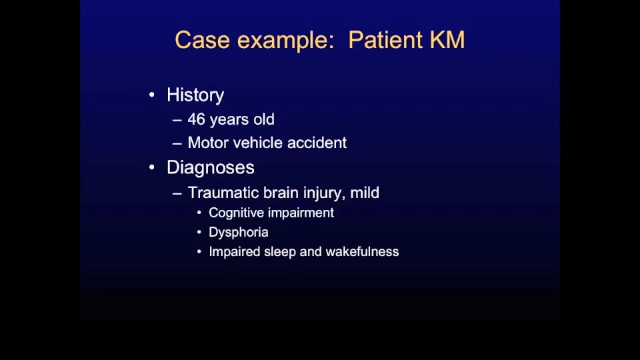 Case example:  Patient KM
• History
– 46 years old
– Motor vehicle accident
• Diagnoses
– Traumatic brain injury, mild
• Cognitive impairment
• Dysphoria
• Impaired sleep and wakefulness